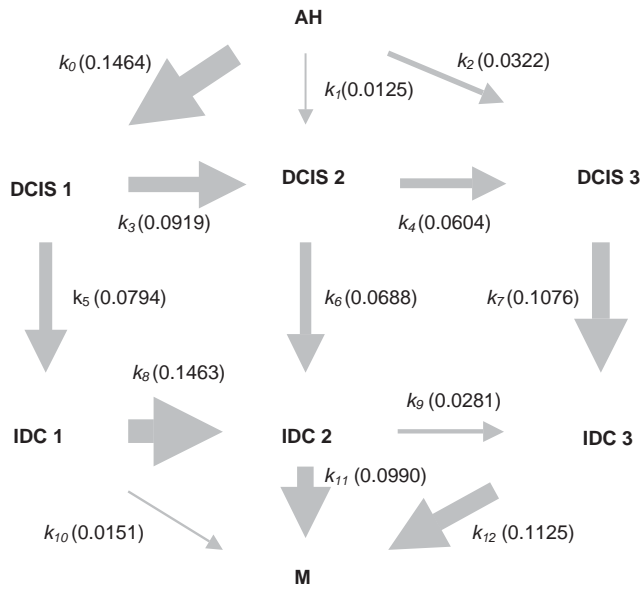 AH
k0 (0.1464)
k2 (0.0322)
k1(0.0125)
DCIS 1
DCIS 2
DCIS 3
k3 (0.0919)
k4 (0.0604)
k5 (0.0794)
k6 (0.0688)
k7 (0.1076)
k8 (0.1463)
k9 (0.0281)
IDC 1
IDC 2
IDC 3
k11 (0.0990)
k10 (0.0151)
k12 (0.1125)
M